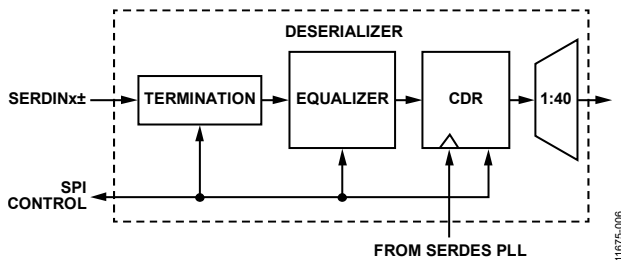 DESERIALIZER
SERDINx±
TERMINATION
EQUALIZER
CDR
1:40
SPI
CONTROL
FROM SERDES PLL
11675-006